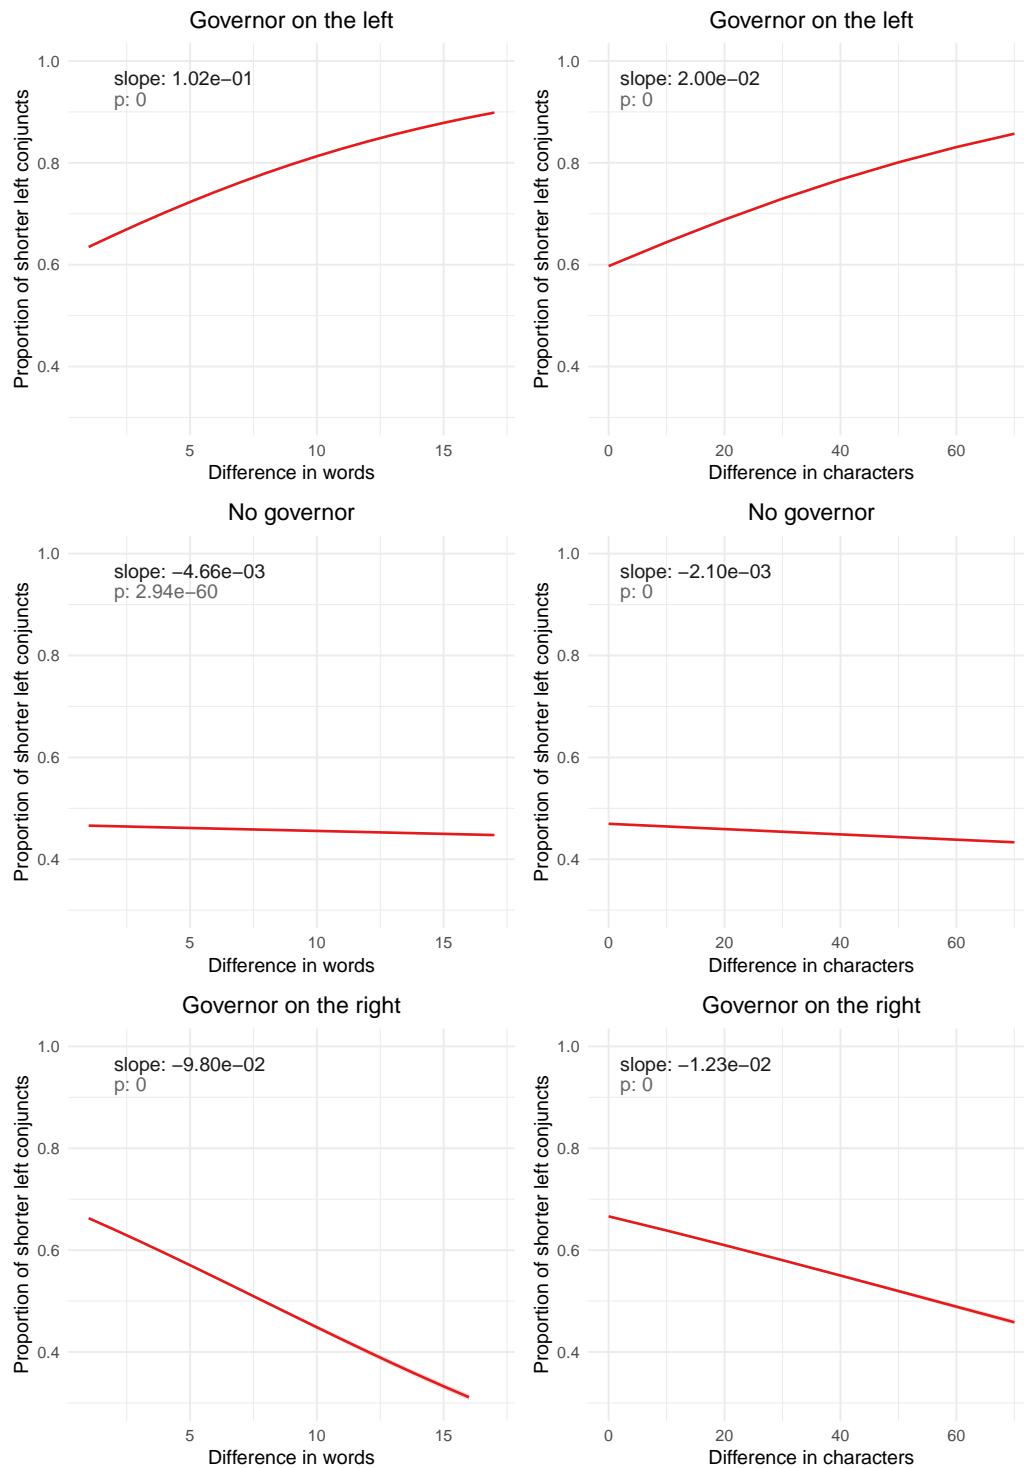 Governor on the left
Proportion of shorter left conjuncts
1.0
0.8
0.6
0.4
slope: 1.02e−01
p: 0
5 10 15
Difference in words
Governor on the left
Proportion of shorter left conjuncts
1.0
0.8
0.6
0.4
slope: 2.00e−02
p: 0
0 20 40 60
Difference in characters
No governor
Proportion of shorter left conjuncts
1.0
0.8
0.6
0.4
slope: −4.66e−03
p: 2.94e−60
5 10 15
Difference in words
No governor
Proportion of shorter left conjuncts
1.0
0.8
0.6
0.4
slope: −2.10e−03
p: 0
0 20 40 60
Difference in characters
Governor on the right
Proportion of shorter left conjuncts
1.0
0.8
0.6
0.4
slope: −9.80e−02
p: 0
5 10 15
Difference in words
Governor on the right
Proportion of shorter left conjuncts
1.0
0.8
0.6
0.4
slope: −1.23e−02
p: 0
0 20 40 60
Difference in characters